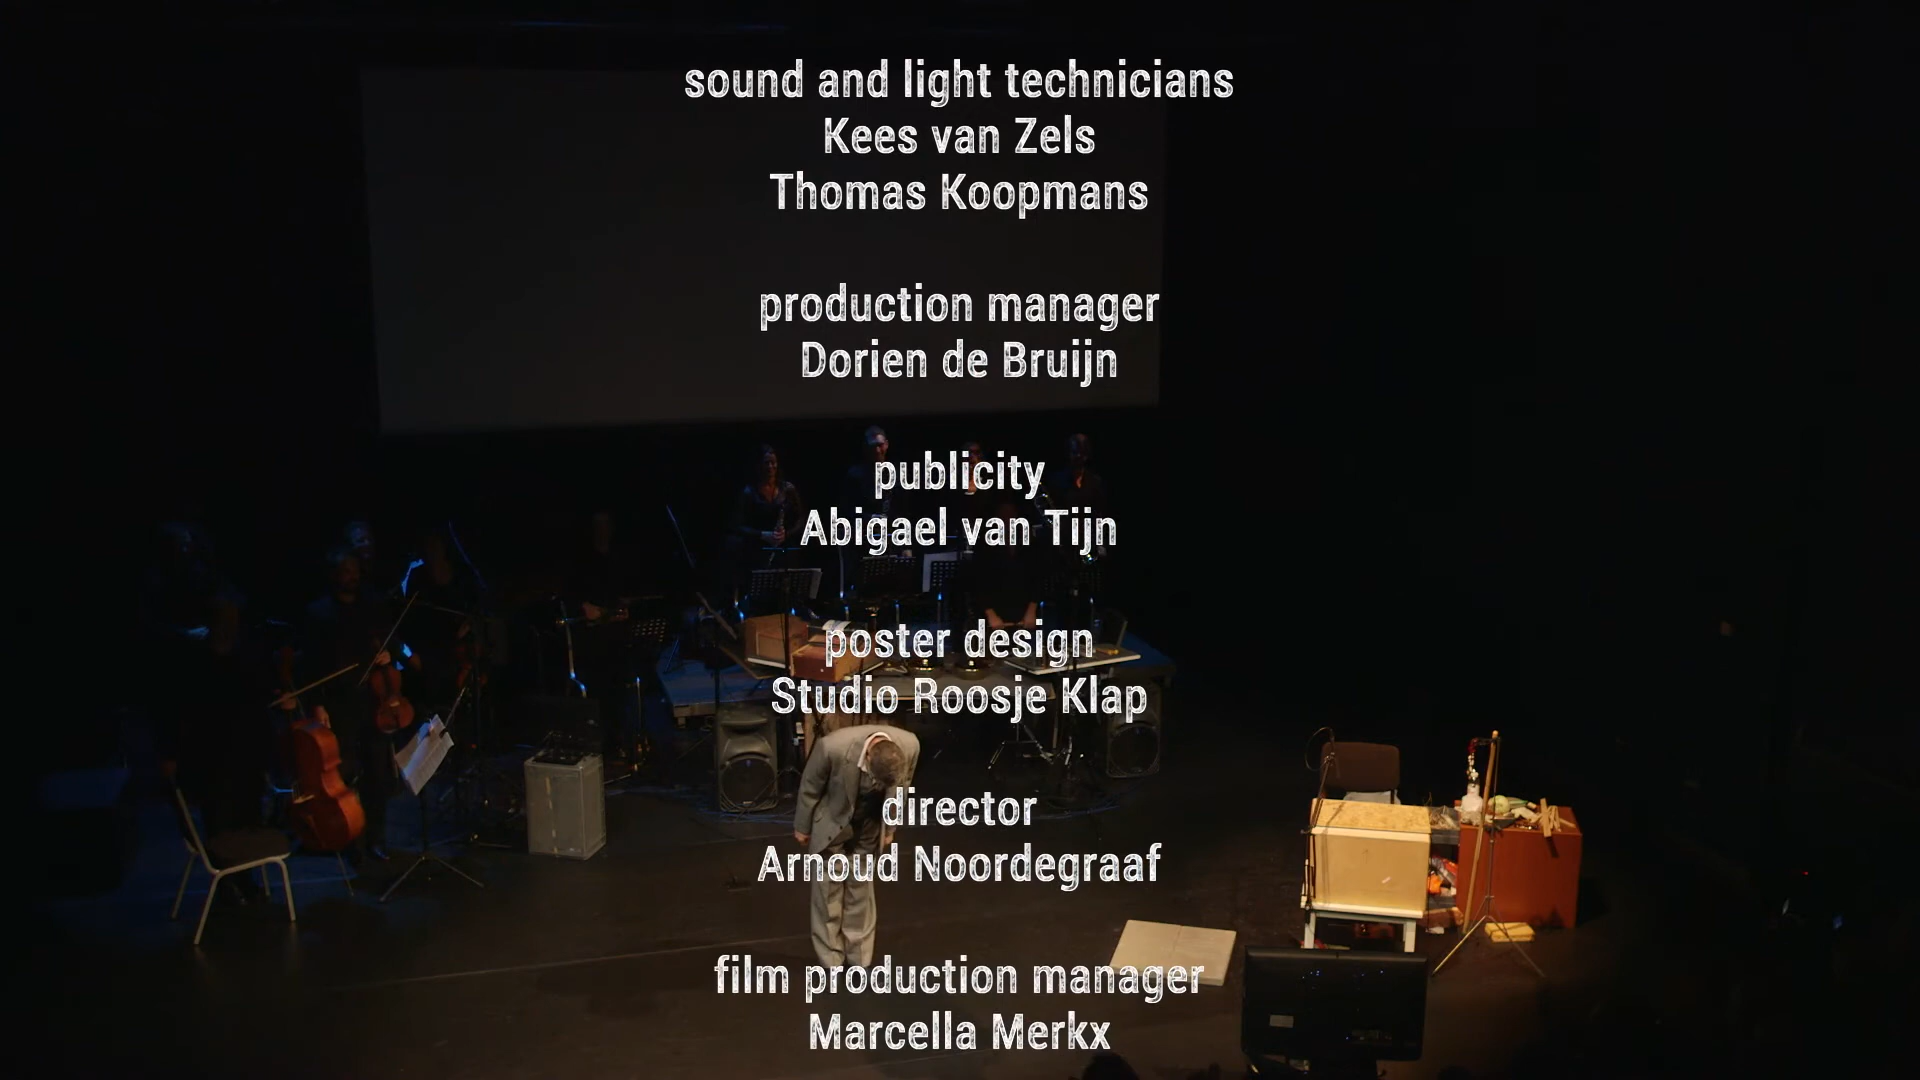 sound and light technicians
Kees van Zels
Thomas Koopmans
production manager
Dorien de Bruijn
publicity
Abigael van Tijn
poster design
Studio Roosje Klap
director
Arnoud Noordegraaf
film production manager
Marcella Merkx